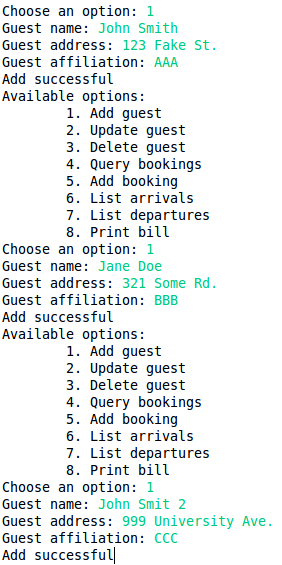 Choose an option: 1
Guest name: John Smith
Guest address: 123 Fake St.
Guest affiliation: AAA
Add successful
Available options:
1. Add guest
2. Update guest
3. Delete guest
4. Query bookings
5. Add booking
6. List arrivals
7. List departures
8. Print bill
Choose an option: 1
Guest name: Jane Doe
Guest address: 321 Some Rd.
Guest affiliation: BBB
Add successful
Available options:
1. Add guest
2. Update guest
3. Delete guest
4. Query bookings
5. Add booking
6. List arrivals
7. List departures
8. Print bill
Choose an option: 1
Guest name: John Smit 2
Guest address: 999 University Ave.
Guest affiliation: CCC
Add successful